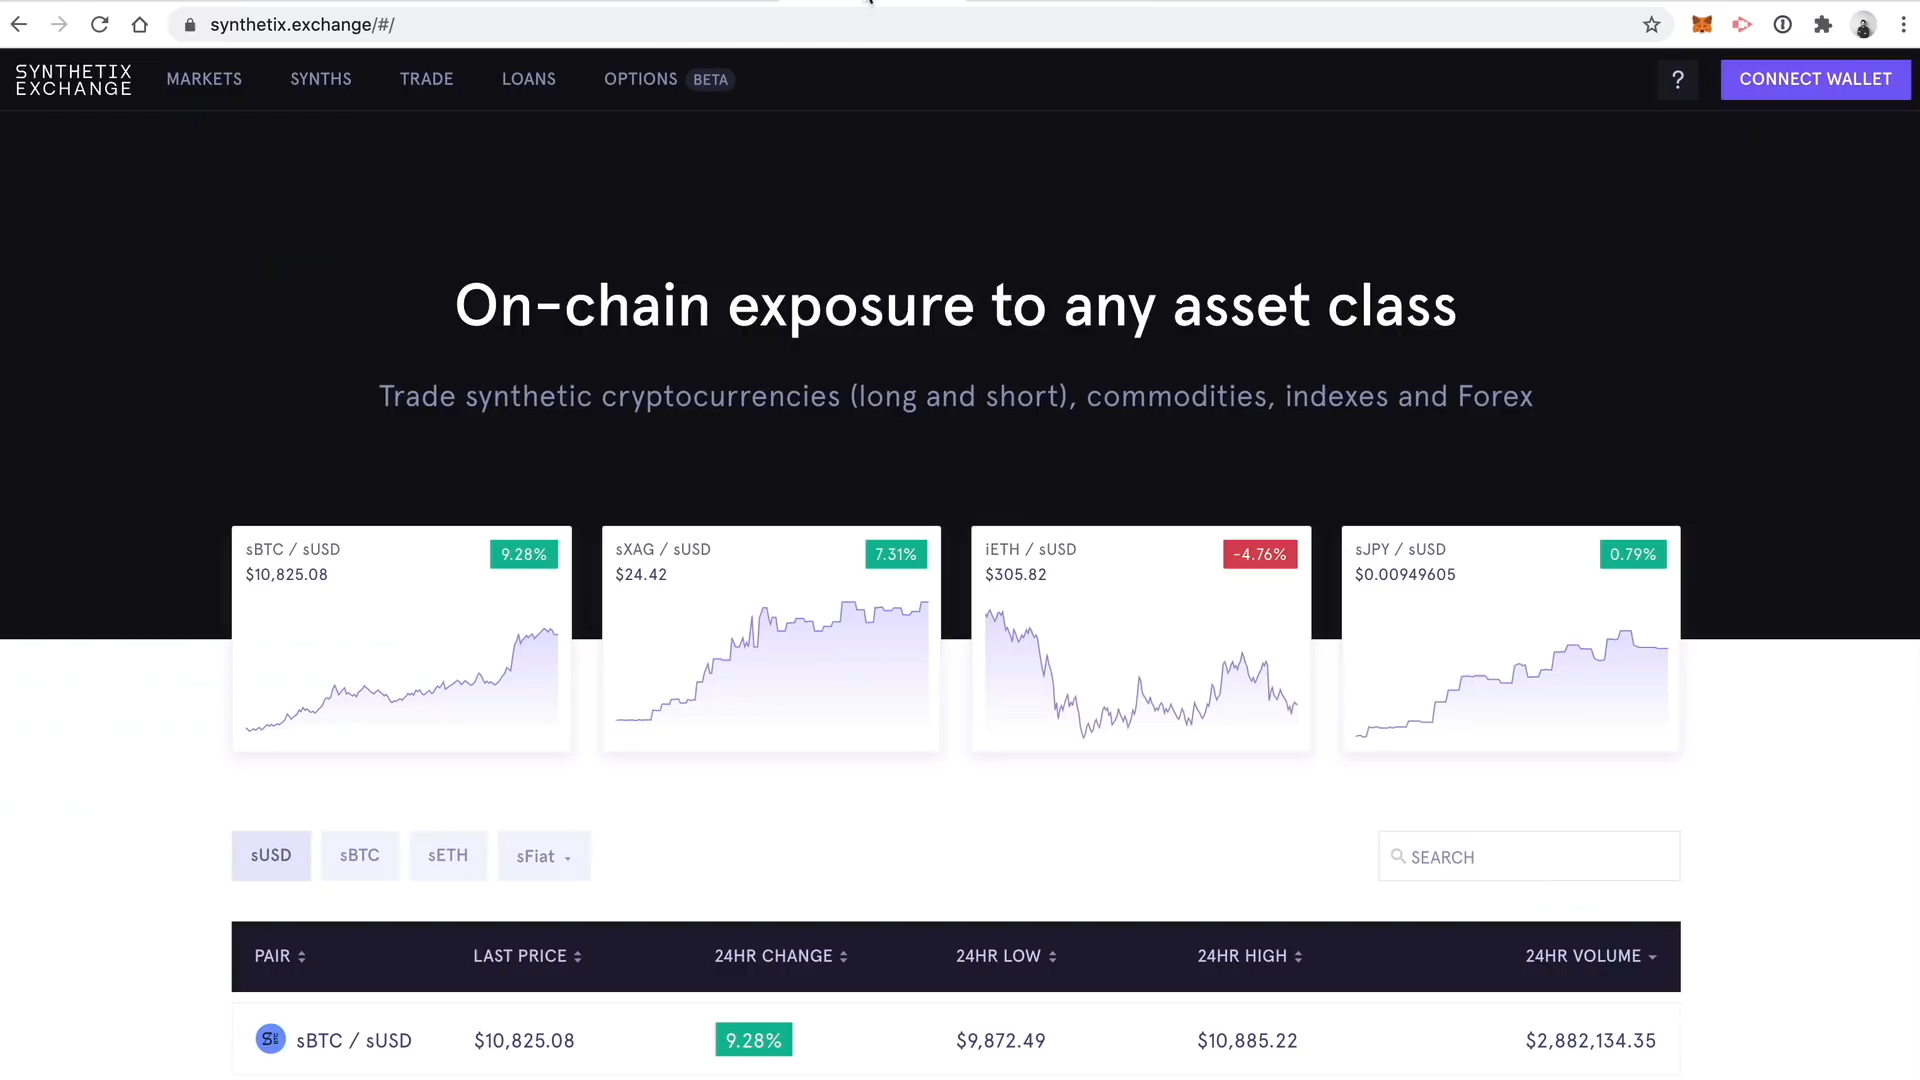 synthetix.exchange/#/
SYNTHETIX
EXCHANGE
MARKETS
SYNTHS
TRADE
LOANS
OPTIONS
BETA
?
CONNECT WALLET
On-chain exposure to any asset class
Trade synthetic cryptocurrencies (long and short), commodities, indexes and Forex
sBTC / sUSD
9.28%
$10,825.08
sXAG / sUSD
7.31%
$24.42
iETH / sUSD
-4.76%
$305.82
sJPY / sUSD
0.79%
$0.00949605
sUSD
sBTC
sETH
sFiat
SEARCH
PAIR
LAST PRICE
24HR CHANGE
24HR LOW
24HR HIGH
24HR VOLUME
sBTC / sUSD
$10,825.08
9.28%
$9,872.49
$10,885.22
$2,882,134.35